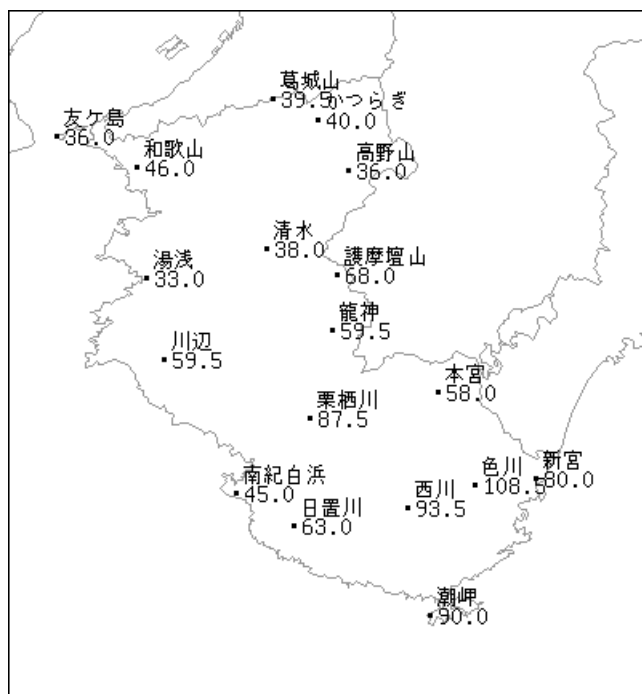 葛城山
39.5
かつらぎ
40.0
友ケ島
36.0
和歌山
46.0
高野山
36.0
清水
38.0
湯浅
33.0
護摩壇山
68.0
龍神
59.5
川辺
59.5
本宮
58.0
栗栖川
87.5
新宮
80.0
色川
108.5
南紀白浜
45.0
西川
93.5
日置川
63.0
潮岬
90.0